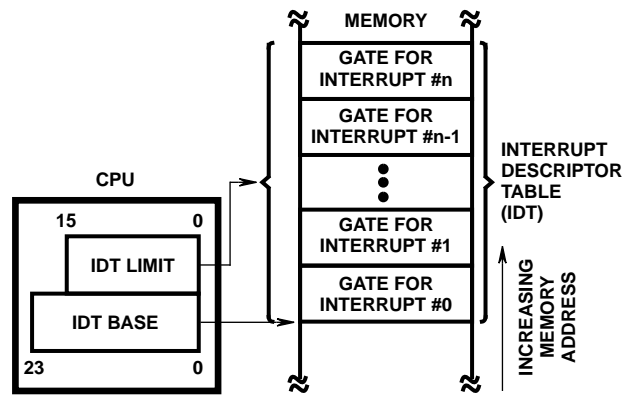 MEMORY
GATE FOR
INTERRUPT #n
GATE FOR
INTERRUPT #n-1
INTERRUPT
DESCRIPTOR
TABLE
(IDT)
CPU
15 0
IDT LIMIT
IDT BASE
23 0
GATE FOR
INTERRUPT #1
GATE FOR
INTERRUPT #0
INCREASING
MEMORY
ADDRESS